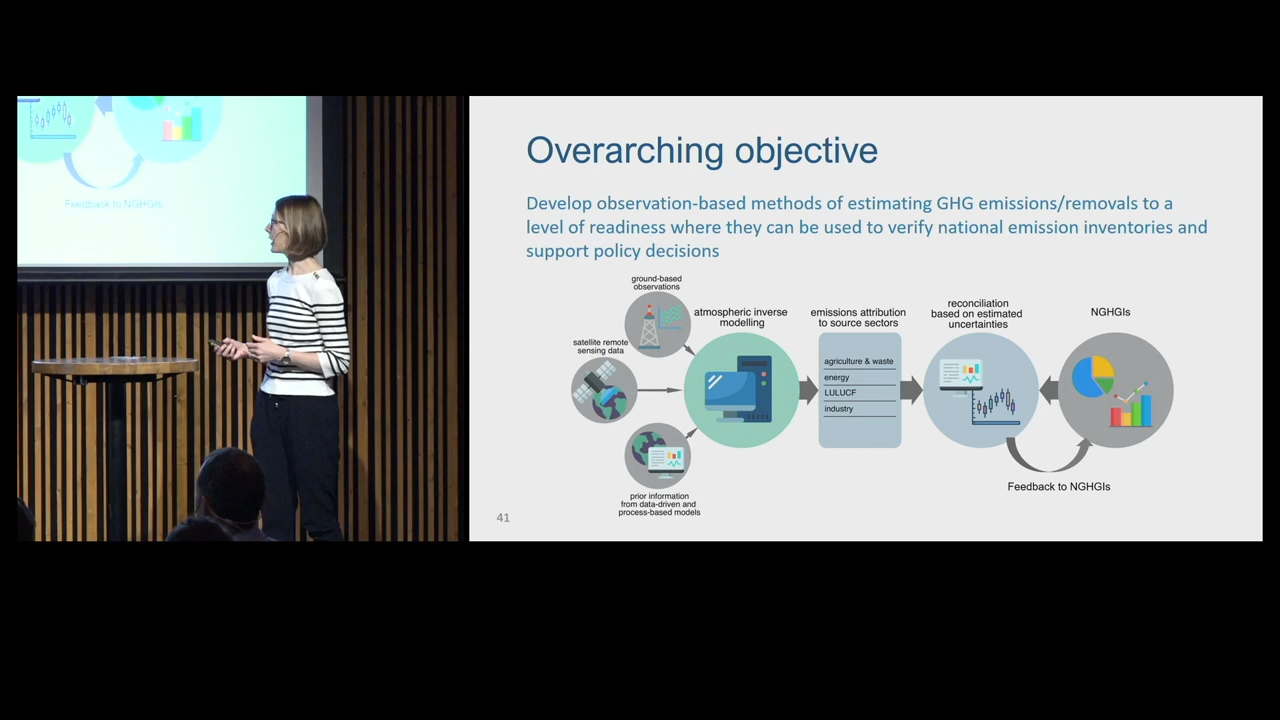 Feedback to NGHGIs
Overarching objective
Develop observation-based methods of estimating GHG emissions/removals to a
level of readiness where they can be used to verify national emission inventories and
support policy decisions
ground-based
observations
satellite remote
sensing data
prior information
from data-driven and
process-based models
atmospheric inverse
modelling
emissions attribution
to source sectors
agriculture & waste
energy
LULUCF
industry
reconciliation
based on estimated
uncertainties
NGHGIs
Feedback to NGHGIs
41